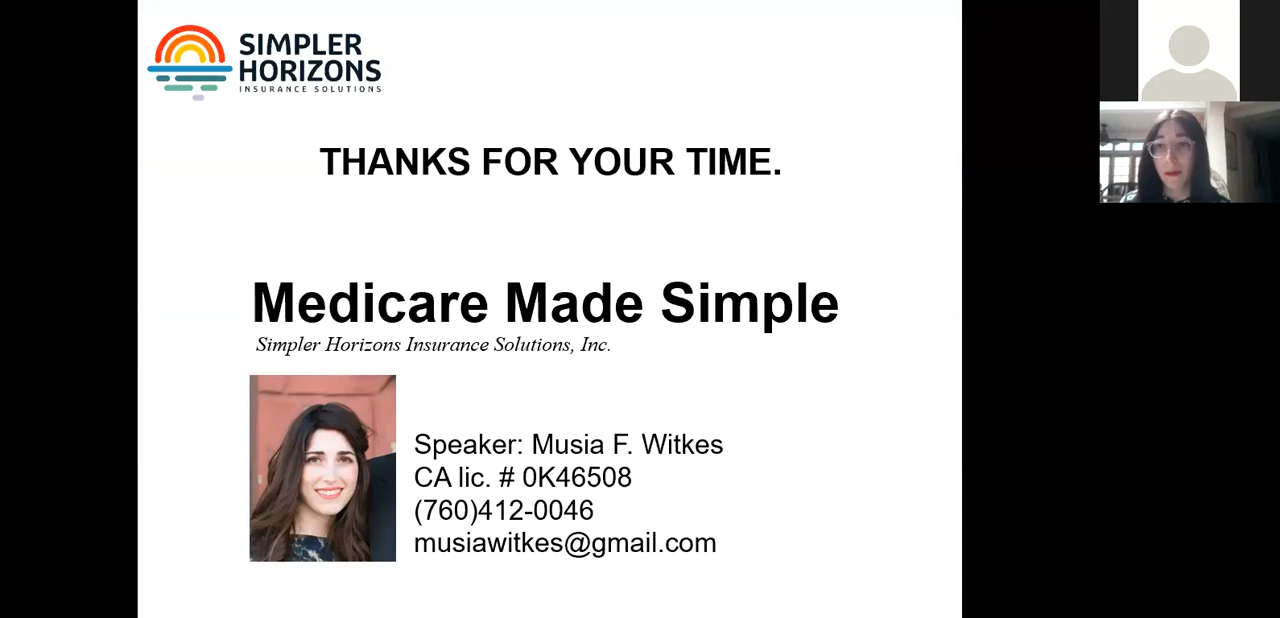 SIMPLER
HORIZONS
INSURANCE SOLUTIONS
THANKS FOR YOUR TIME.
Medicare Made Simple
Simpler Horizons Insurance Solutions, Inc.
Speaker: Musia F. Witkes
CA lic. # 0K46508
(760)412-0046
musiawitkes@gmail.com